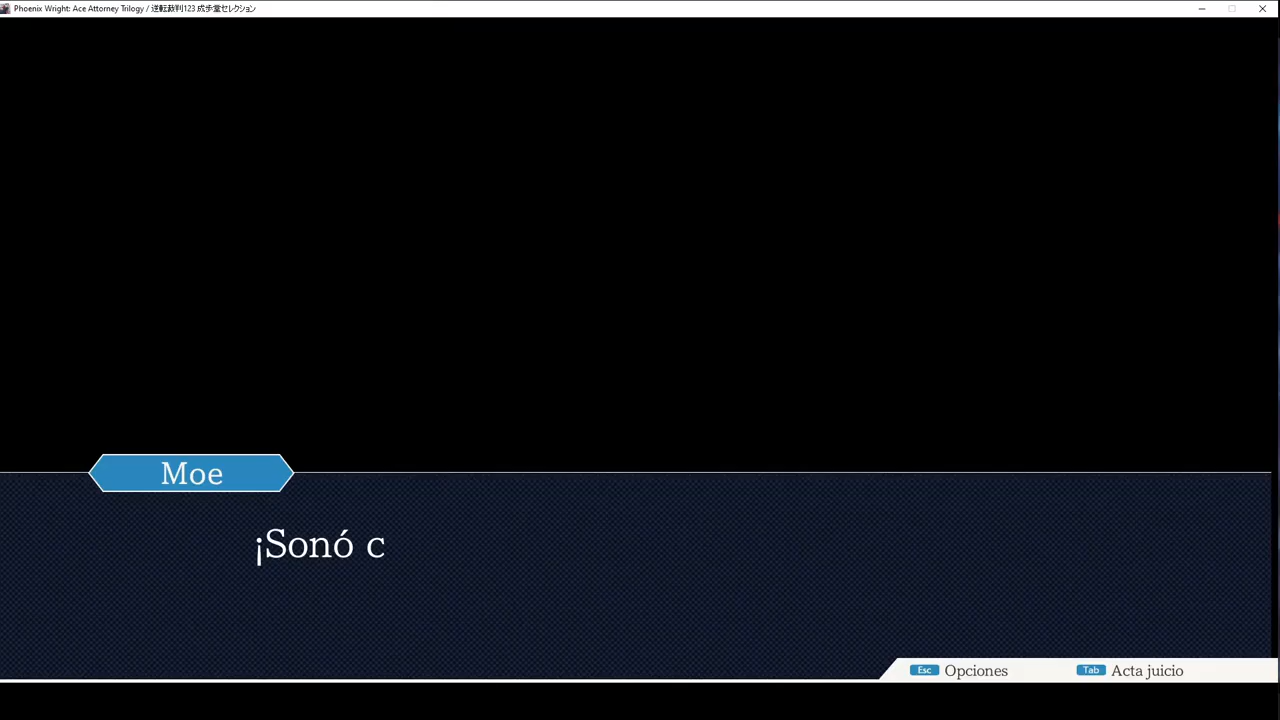 Phoenix Wright: Ace Attorney Trilogy / 逆転裁判123 成歩堂セレクション
Moe
¡Sonó c
Esc Opciones
Tab Acta juicio